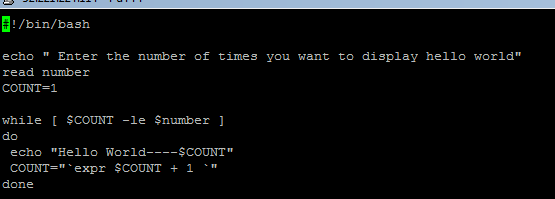 #!/bin/bash

echo " Enter the number of times you want to display hello world"
read number
COUNT=1

while [ $COUNT -le $number ]
do
 echo "Hello World----$COUNT"
 COUNT="`expr $COUNT + 1 `"
done